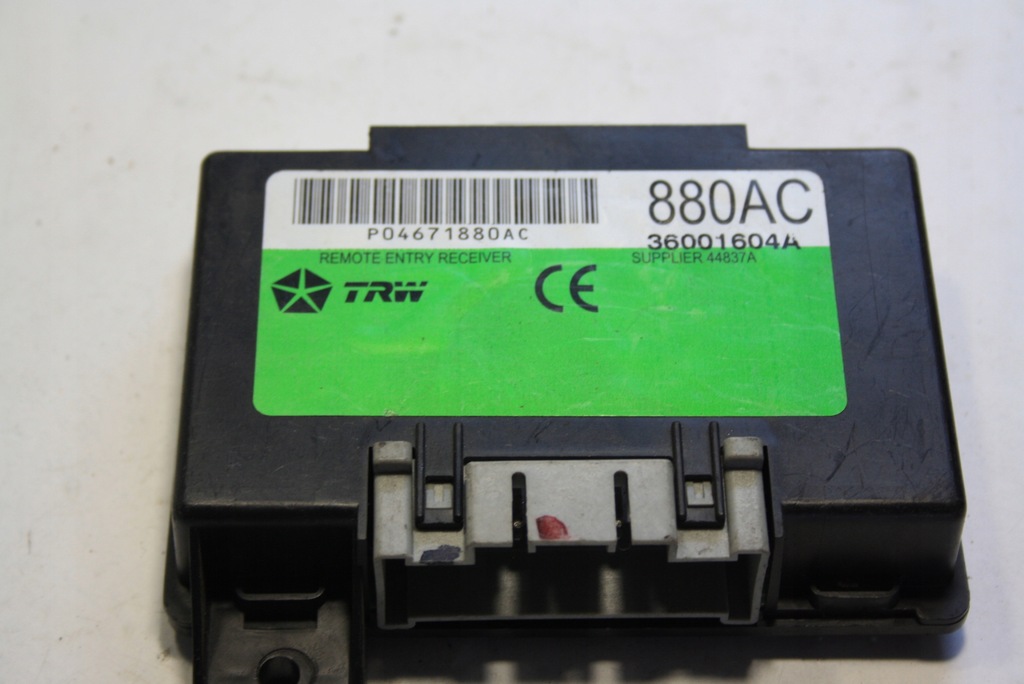 880AC
P04671880AC
36001604A
REMOTE ENTRY RECEIVER
SUPPLIER 44837A
TRW
CE